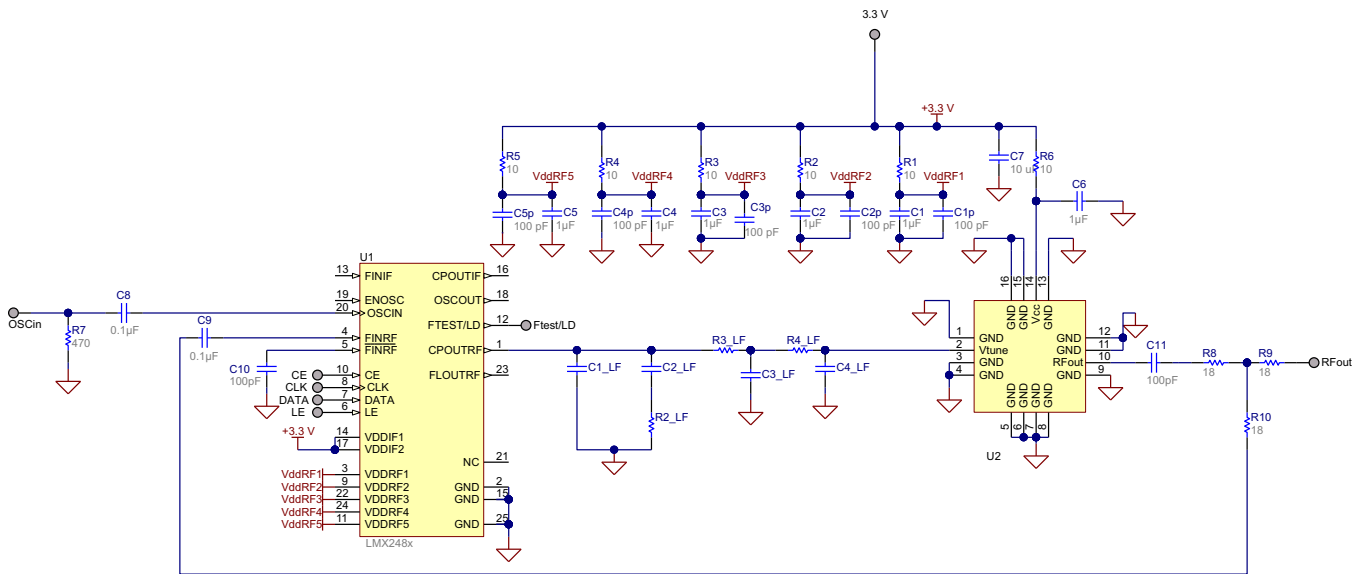 3.3 V
+3.3 V
R5
10
R4
10
R3
10
R2
10
R1
10
C7
10 uF
R6
10
VddRF5
VddRF4
VddRF3
VddRF2
VddRF1
C6
1µF
C5p
100 pF
C5
1µF
C4p
100 pF
C4
1µF
C3
1µF
C3p
100 pF
C2
1µF
C2p
100 pF
C1
1µF
C1p
100 pF
U1
13 FINIF CPOUTIF 16
19 ENOSC OSCOUT 18
20 OSCIN
FTEST/LD 12 Ftest/LD
4 FINRF
5 FINRF CPOUTRF 1
10 CE FLOUTRF 23
8 CLK
7 DATA
6 LE
14 VDDIF1
17 VDDIF2
NC 21
3 VDDRF1
9 VDDRF2 GND 2
22 VDDRF3 GND 15
24 VDDRF4
11 VDDRF5 GND 25
LMX248x
OSCin
C8
0.1µF
R7
470
C9
0.1µF
C10
100pF
CE
CLK
DATA
LE
+3.3 V
VddRF1
VddRF2
VddRF3
VddRF4
VddRF5
C1_LF
C2_LF
R2_LF
R3_LF
C3_LF
R4_LF
C4_LF
16 15 14 13
GND GND Vcc GND
1 GND GND 12
2 Vtune GND 11
3 GND RFout 10
4 GND GND 9
GND GND GND GND
5 6 7 8
U2
C11
100pF
R8
18
R9
18
RFout
R10
18